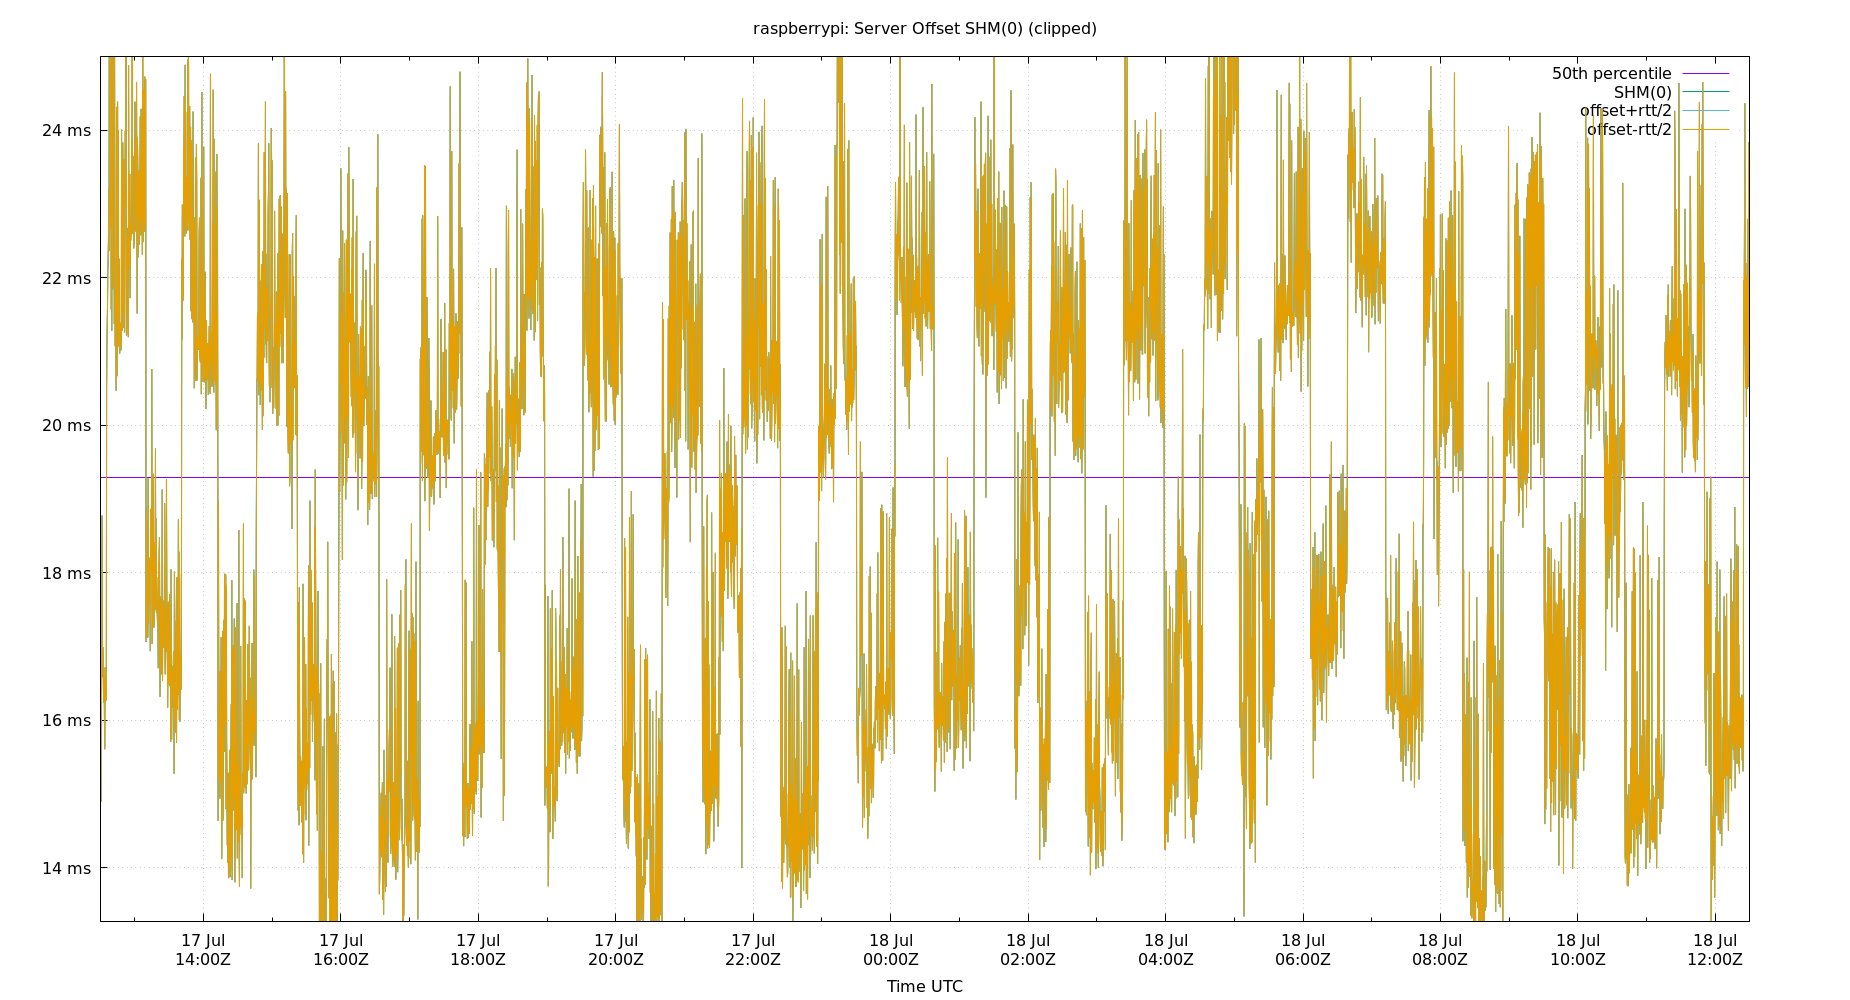 raspberrypi: Server Offset SHM(0) (clipped)
50th percentile
SHM(0)
offset+rtt/2
offset-rtt/2
24 ms
22 ms
20 ms
18 ms
16 ms
14 ms
17 Jul 17 Jul 17 Jul 17 Jul 17 Jul 18 Jul 18 Jul 18 Jul 18 Jul 18 Jul 18 Jul 18 Jul
14:00Z 16:00Z 18:00Z 20:00Z 22:00Z 00:00Z 02:00Z 04:00Z 06:00Z 08:00Z 10:00Z 12:00Z
Time UTC